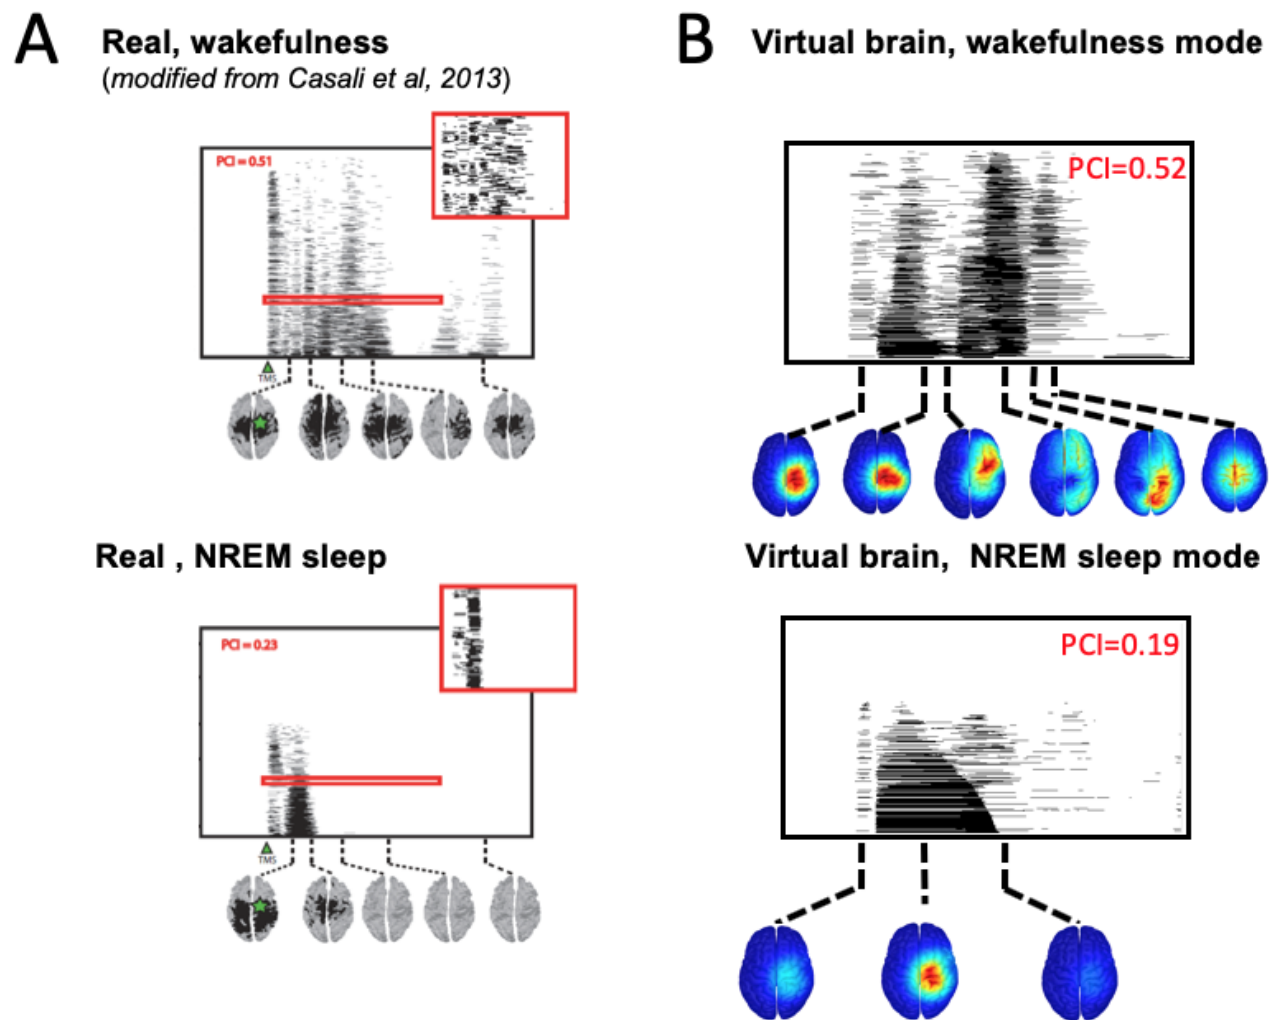 A
Real, wakefulness
(modified from Casali et al, 2013)
PCI = 0.51
TMS
Real , NREM sleep
PCI = 0.23
TMS
B
Virtual brain, wakefulness mode
PCI=0.52
Virtual brain, NREM sleep mode
PCI=0.19